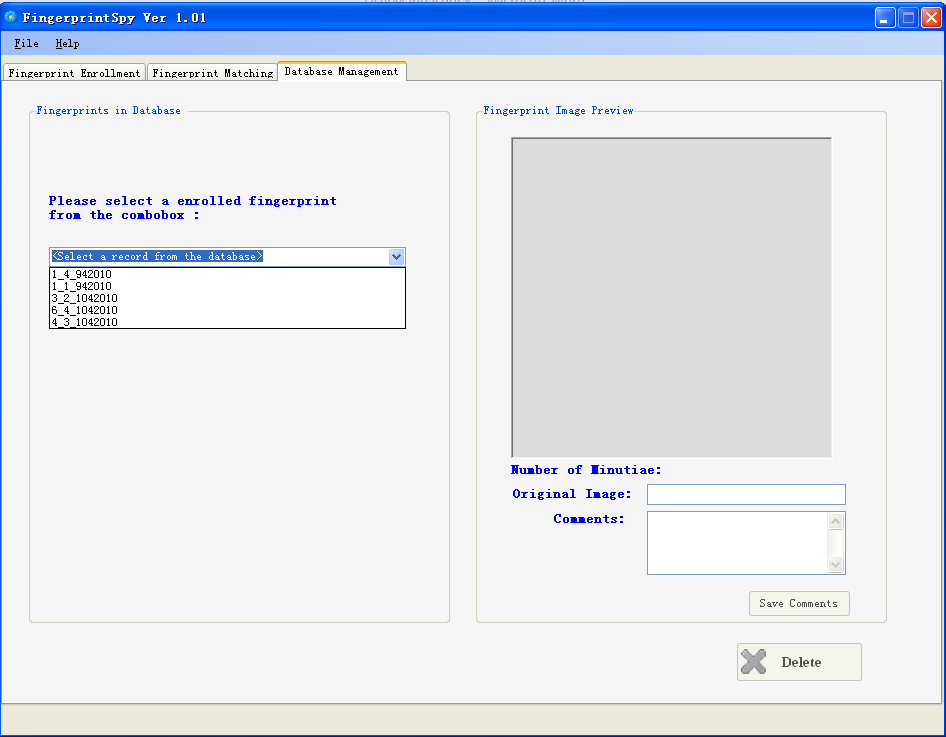 FingerprintSpy Ver 1.01
File Help
Fingerprint Enrollment Fingerprint Matching Database Management
Fingerprints in Database
Please select a enrolled fingerprint
from the combobox :
<Select a record from the database>
1_4_942010
1_1_942010
3_2_1042010
6_4_1042010
4_3_1042010
Fingerprint Image Preview
Number of Minutiae:
Original Image:
Comments:
Save Comments
Delete